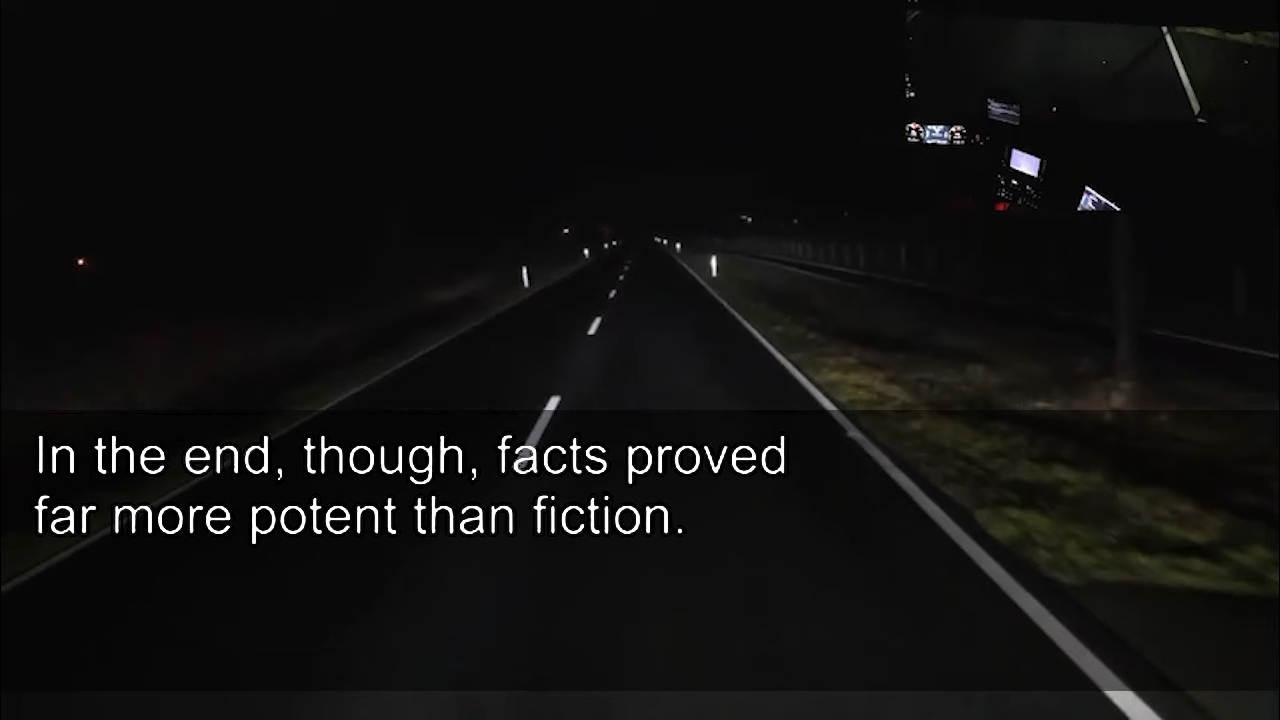 In the end, though, facts proved
far more potent than fiction.